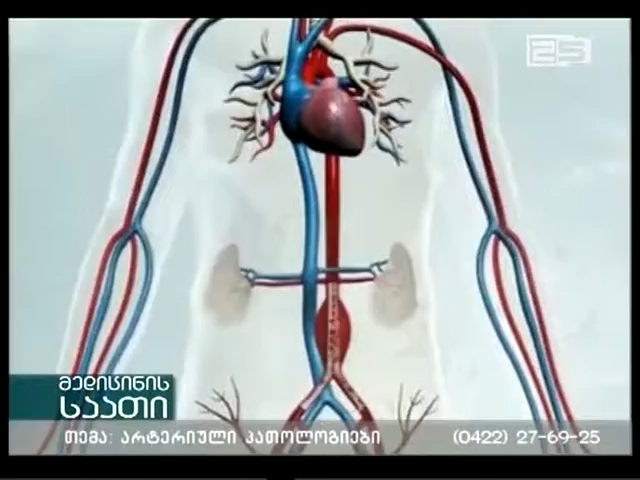 25
მედიცინის
საათი
თემა: არტერიული პათოლოგიები (0422) 27-69-25